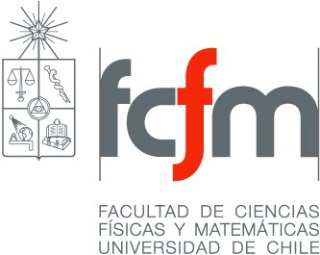 fcfm
FACULTAD DE CIENCIAS
FÍSICAS Y MATEMÁTICAS
UNIVERSIDAD DE CHILE